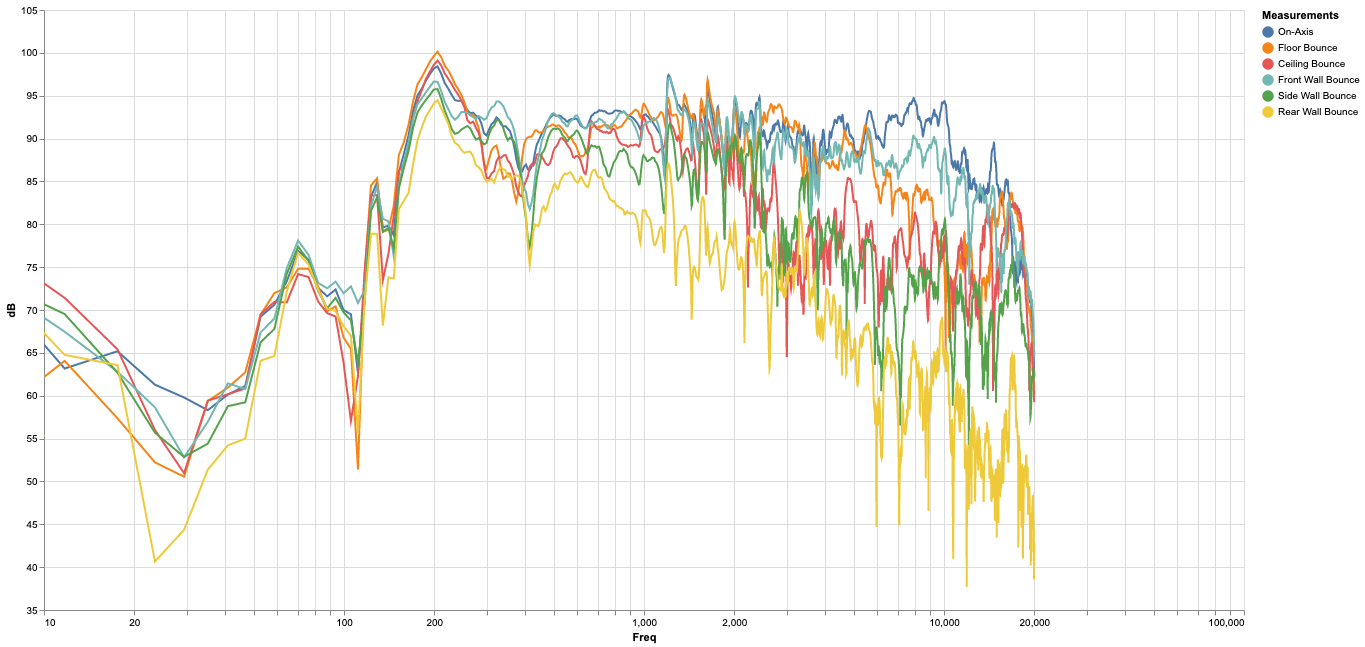 105
100
95
90
85
80
75
70
65
60
55
50
45
40
35
dB
10
20
100
200
1,000
2,000
10,000
20,000
100,000
Freq
Measurements
On-Axis
Floor Bounce
Ceiling Bounce
Front Wall Bounce
Side Wall Bounce
Rear Wall Bounce